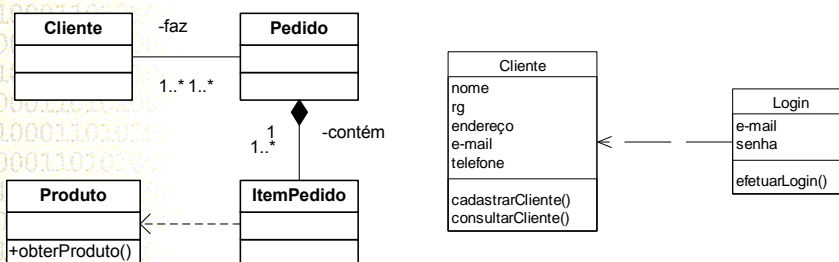 Cliente
-faz
Pedido
1..* 1..*
1
1..*
-contém
Produto
ItemPedido
+obterProduto()
Cliente
nome
rg
endereço
e-mail
telefone
cadastrarCliente()
consultarCliente()
Login
e-mail
senha
efetuarLogin()